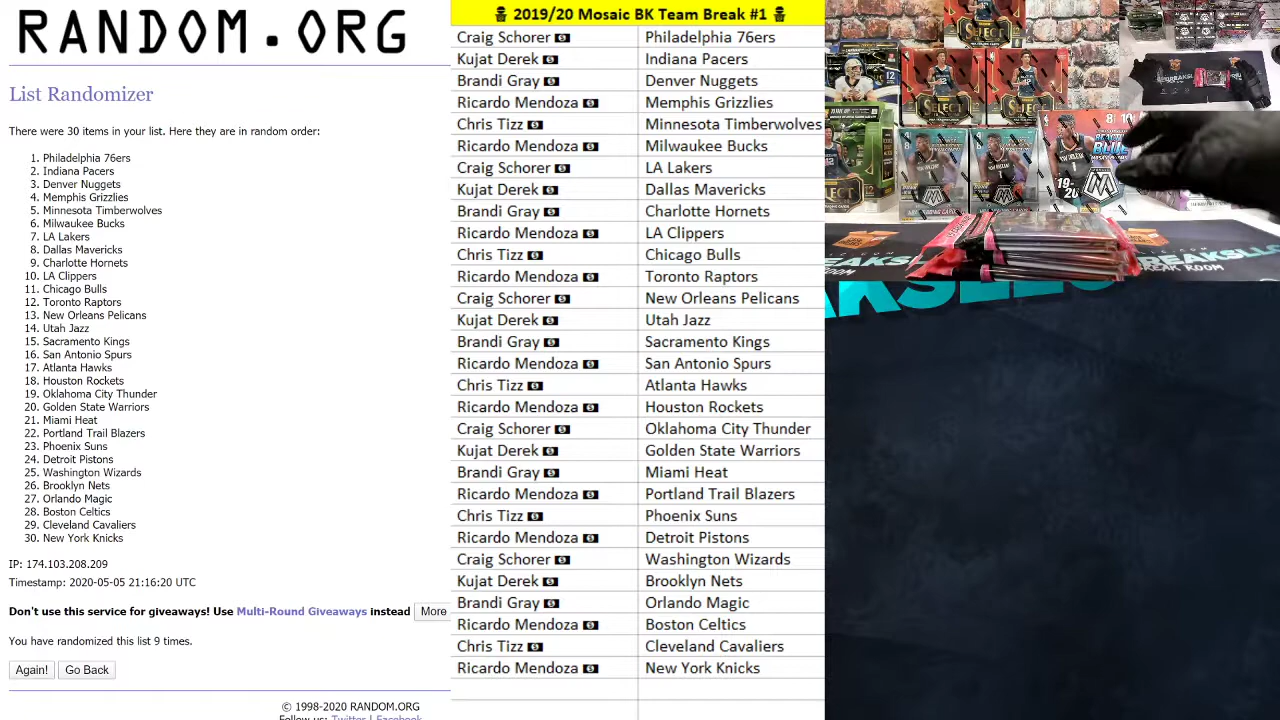 RANDOM.ORG
List Randomizer
There were 30 items in your list. Here they are in random order:
1. Philadelphia 76ers
2. Indiana Pacers
3. Denver Nuggets
4. Memphis Grizzlies
5. Minnesota Timberwolves
6. Milwaukee Bucks
7. LA Lakers
8. Dallas Mavericks
9. Charlotte Hornets
10. LA Clippers
11. Chicago Bulls
12. Toronto Raptors
13. New Orleans Pelicans
14. Utah Jazz
15. Sacramento Kings
16. San Antonio Spurs
17. Atlanta Hawks
18. Houston Rockets
19. Oklahoma City Thunder
20. Golden State Warriors
21. Miami Heat
22. Portland Trail Blazers
23. Phoenix Suns
24. Detroit Pistons
25. Washington Wizards
26. Brooklyn Nets
27. Orlando Magic
28. Boston Celtics
29. Cleveland Cavaliers
30. New York Knicks
IP: 174.103.208.209
Timestamp: 2020-05-05 21:16:20 UTC
Don't use this service for giveaways! Use Multi-Round Giveaways instead More
You have randomized this list 9 times.
Again! Go Back
© 1998-2020 RANDOM.ORG
Follow us: Twitter | Facebook
2019/20 Mosaic BK Team Break #1
Craig Schorer Philadelphia 76ers
Kujat Derek Indiana Pacers
Brandi Gray Denver Nuggets
Ricardo Mendoza Memphis Grizzlies
Chris Tizz Minnesota Timberwolves
Ricardo Mendoza Milwaukee Bucks
Craig Schorer LA Lakers
Kujat Derek Dallas Mavericks
Brandi Gray Charlotte Hornets
Ricardo Mendoza LA Clippers
Chris Tizz Chicago Bulls
Ricardo Mendoza Toronto Raptors
Craig Schorer New Orleans Pelicans
Kujat Derek Utah Jazz
Brandi Gray Sacramento Kings
Ricardo Mendoza San Antonio Spurs
Chris Tizz Atlanta Hawks
Ricardo Mendoza Houston Rockets
Craig Schorer Oklahoma City Thunder
Kujat Derek Golden State Warriors
Brandi Gray Miami Heat
Ricardo Mendoza Portland Trail Blazers
Chris Tizz Phoenix Suns
Ricardo Mendoza Detroit Pistons
Craig Schorer Washington Wizards
Kujat Derek Brooklyn Nets
Brandi Gray Orlando Magic
Ricardo Mendoza Boston Celtics
Chris Tizz Cleveland Cavaliers
Ricardo Mendoza New York Knicks
SELECT
SELECT
BLUE
19-20
BREAK ROOM